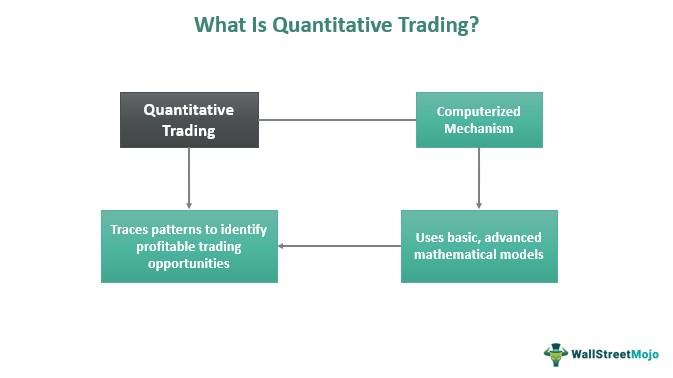 What Is Quantitative Trading?
Quantitative
Trading
Computerized
Mechanism
Traces patterns to identify
profitable trading
opportunities
Uses basic, advanced
mathematical models
WallStreetMojo